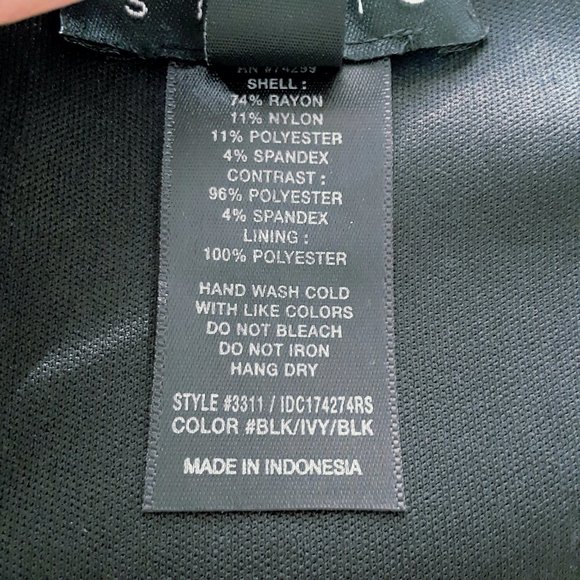 RN #74299
SHELL :
74% RAYON
11% NYLON
11% POLYESTER
4% SPANDEX
CONTRAST :
96% POLYESTER
4% SPANDEX
LINING :
100% POLYESTER
HAND WASH COLD
WITH LIKE COLORS
DO NOT BLEACH
DO NOT IRON
HANG DRY
STYLE #3311 / IDC174274RS
COLOR #BLK/IVY/BLK
MADE IN INDONESIA